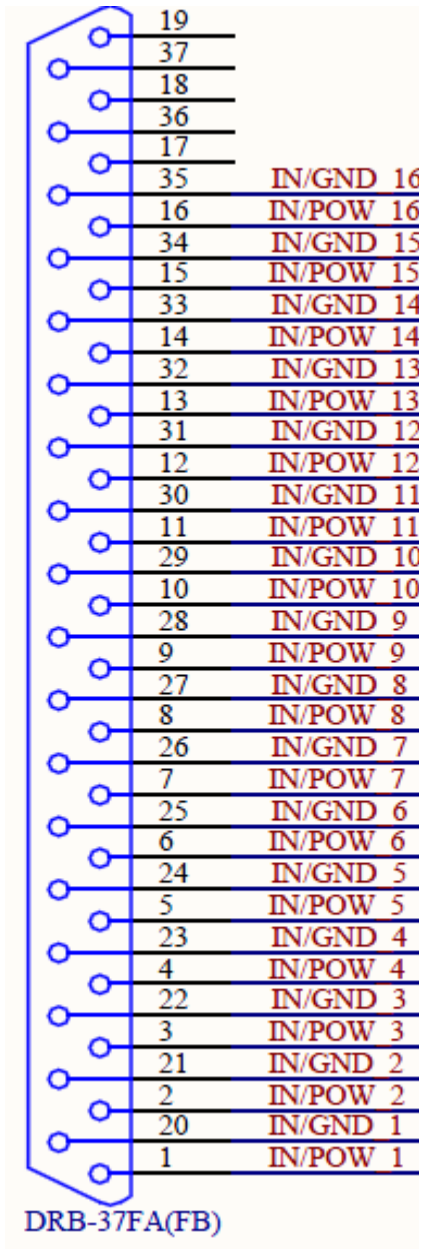 19
37
18
36
17
35 IN/GND 16
16 IN/POW 16
34 IN/GND 15
15 IN/POW 15
33 IN/GND 14
14 IN/POW 14
32 IN/GND 13
13 IN/POW 13
31 IN/GND 12
12 IN/POW 12
30 IN/GND 11
11 IN/POW 11
29 IN/GND 10
10 IN/POW 10
28 IN/GND 9
9 IN/POW 9
27 IN/GND 8
8 IN/POW 8
26 IN/GND 7
7 IN/POW 7
25 IN/GND 6
6 IN/POW 6
24 IN/GND 5
5 IN/POW 5
23 IN/GND 4
4 IN/POW 4
22 IN/GND 3
3 IN/POW 3
21 IN/GND 2
2 IN/POW 2
20 IN/GND 1
1 IN/POW 1
DRB-37FA(FB)